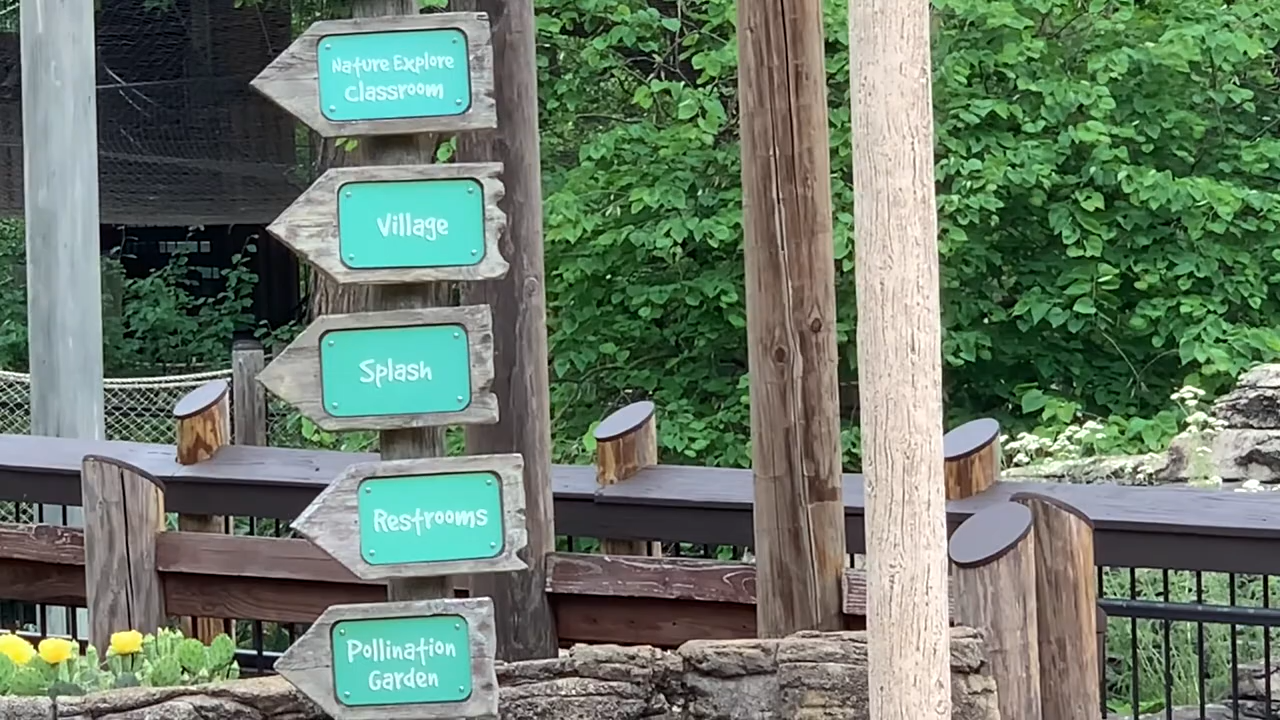 Nature Explore
Classroom
Village
Splash
Restrooms
Pollination
Garden